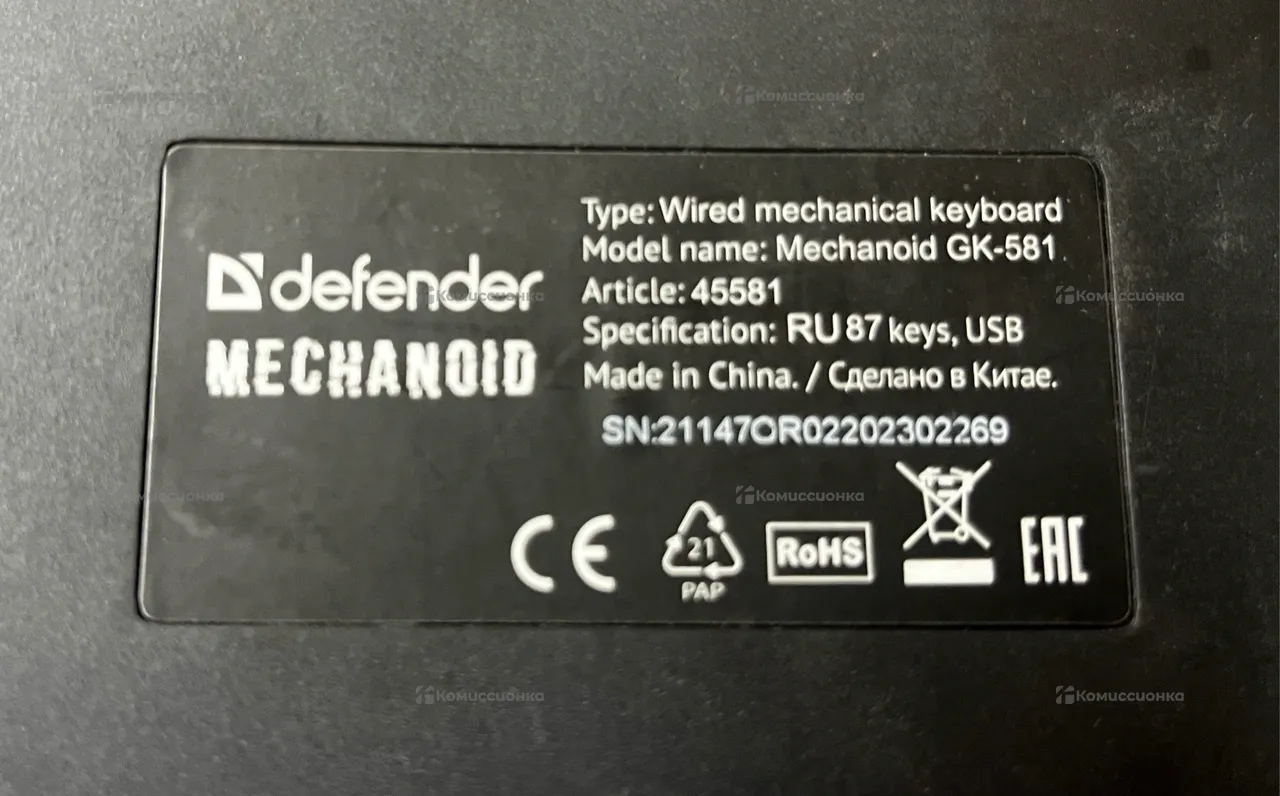 defender
MECHANOID
Type: Wired mechanical keyboard
Model name: Mechanoid GK-581
Article: 45581
Specification: RU 87 keys, USB
Made in China. / Сделано в Китае.
SN:21147OR02202302269
CE
21
PAP
RoHS
EAC
Комиссионка
Комиссионка
Комиссионка
Комиссионка
Комиссионка
Комиссионка
Комиссионка